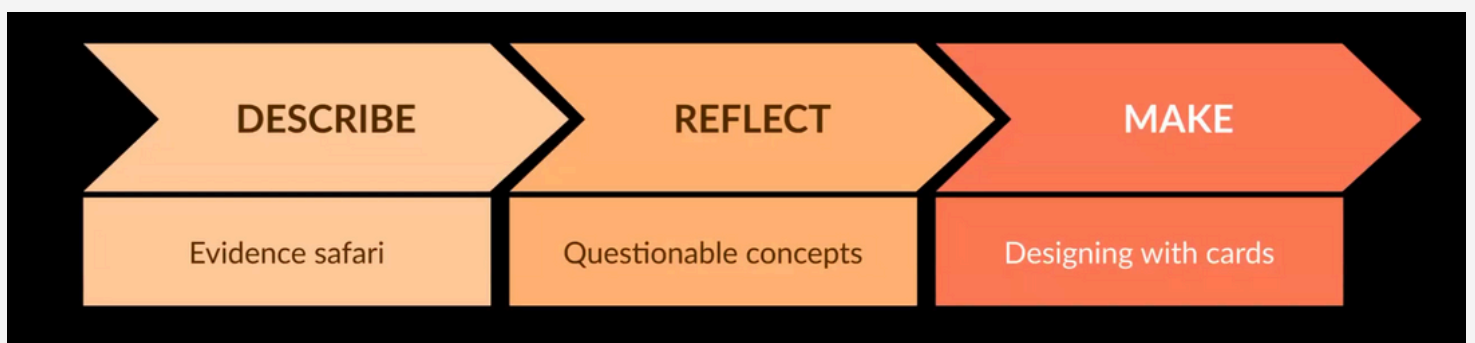 DESCRIBE
REFLECT
MAKE
Evidence safari
Questionable concepts
Designing with cards